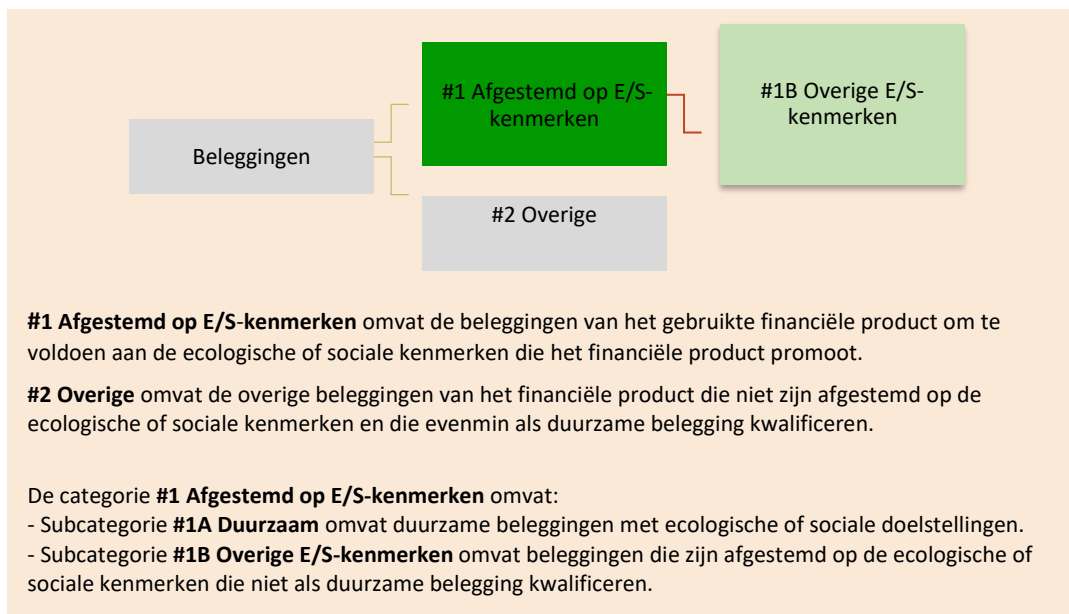 #1 Afgestemd op E/S-
kenmerken
#1B Overige E/S-
kenmerken
Beleggingen
#2 Overige
#1 Afgestemd op E/S-kenmerken omvat de beleggingen van het gebruikte financiële product om te
voldoen aan de ecologische of sociale kenmerken die het financiële product promoot.
#2 Overige omvat de overige beleggingen van het financiële product die niet zijn afgestemd op de
ecologische of sociale kenmerken en die evenmin als duurzame belegging kwalificeren.
De categorie #1 Afgestemd op E/S-kenmerken omvat:
- Subcategorie #1A Duurzaam omvat duurzame beleggingen met ecologische of sociale doelstellingen.
- Subcategorie #1B Overige E/S-kenmerken omvat beleggingen die zijn afgestemd op de ecologische of
sociale kenmerken die niet als duurzame belegging kwalificeren.